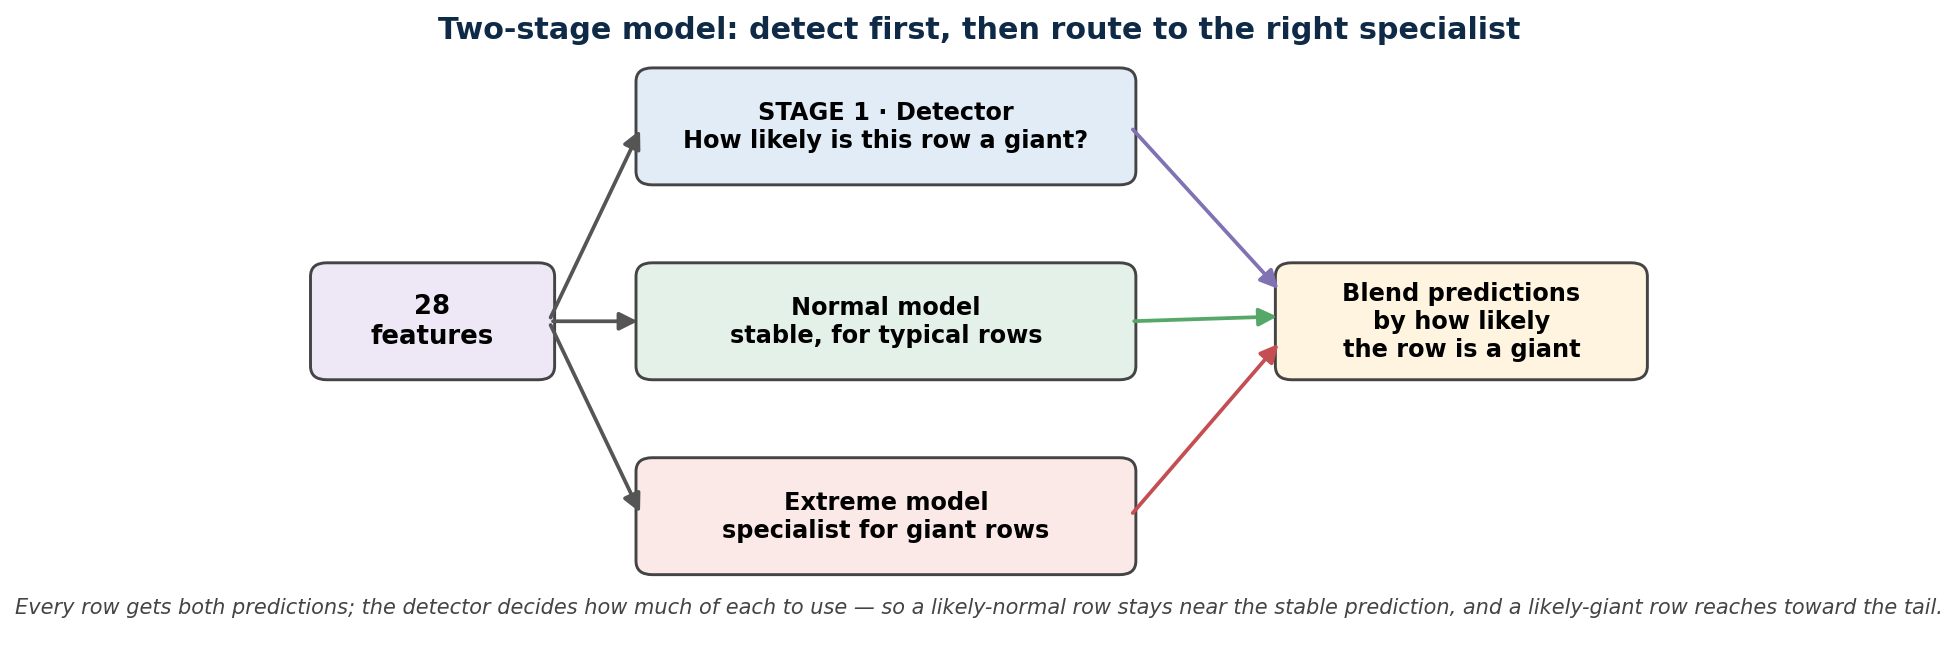 Two-stage model: detect first, then route to the right specialist
STAGE 1 · Detector
How likely is this row a giant?
28
features
Normal model
stable, for typical rows
Blend predictions
by how likely
the row is a giant
Extreme model
specialist for giant rows
Every row gets both predictions; the detector decides how much of each to use — so a likely-normal row stays near the stable prediction, and a likely-giant row reaches toward the tail.